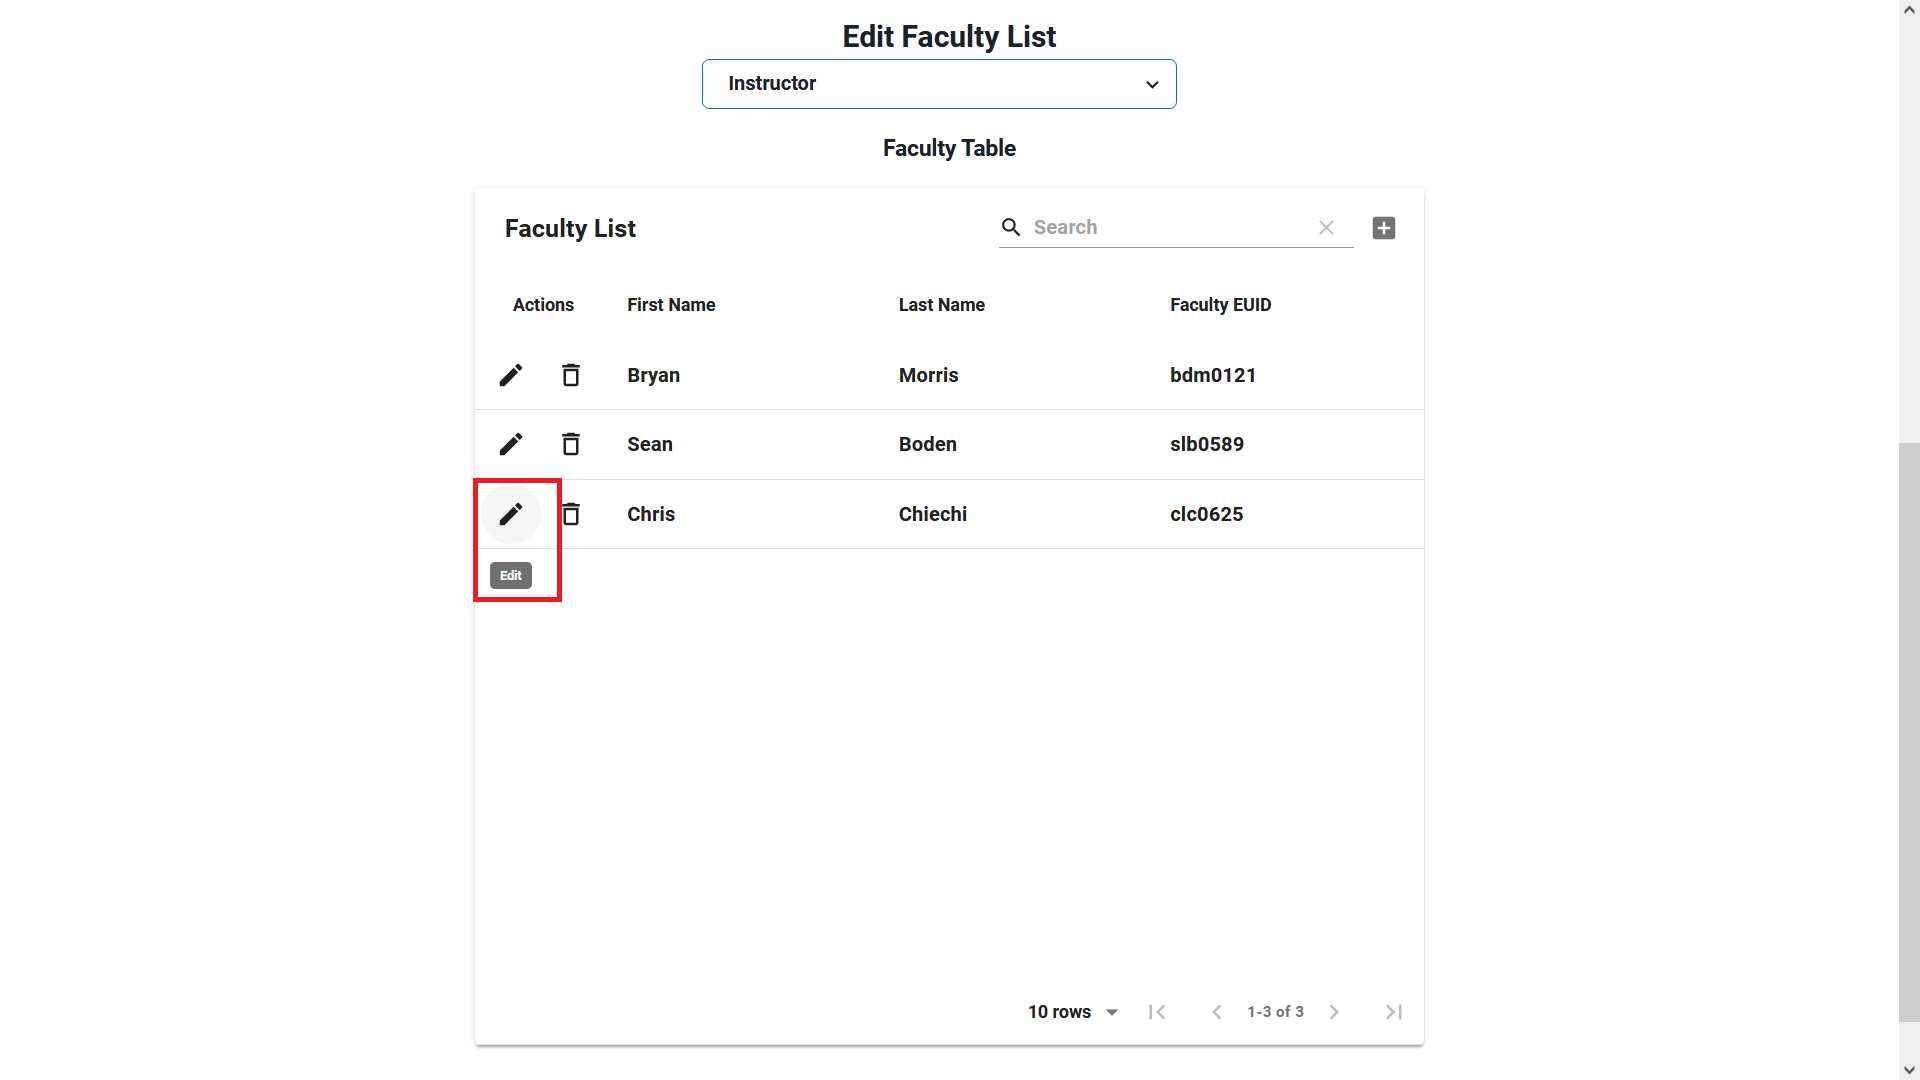 Edit Faculty List
Instructor
Faculty Table
Faculty List
Search
Actions First Name Last Name Faculty EUID
Bryan Morris bdm0121
Sean Boden slb0589
Chris Chiechi clc0625
Edit
10 rows 1-3 of 3